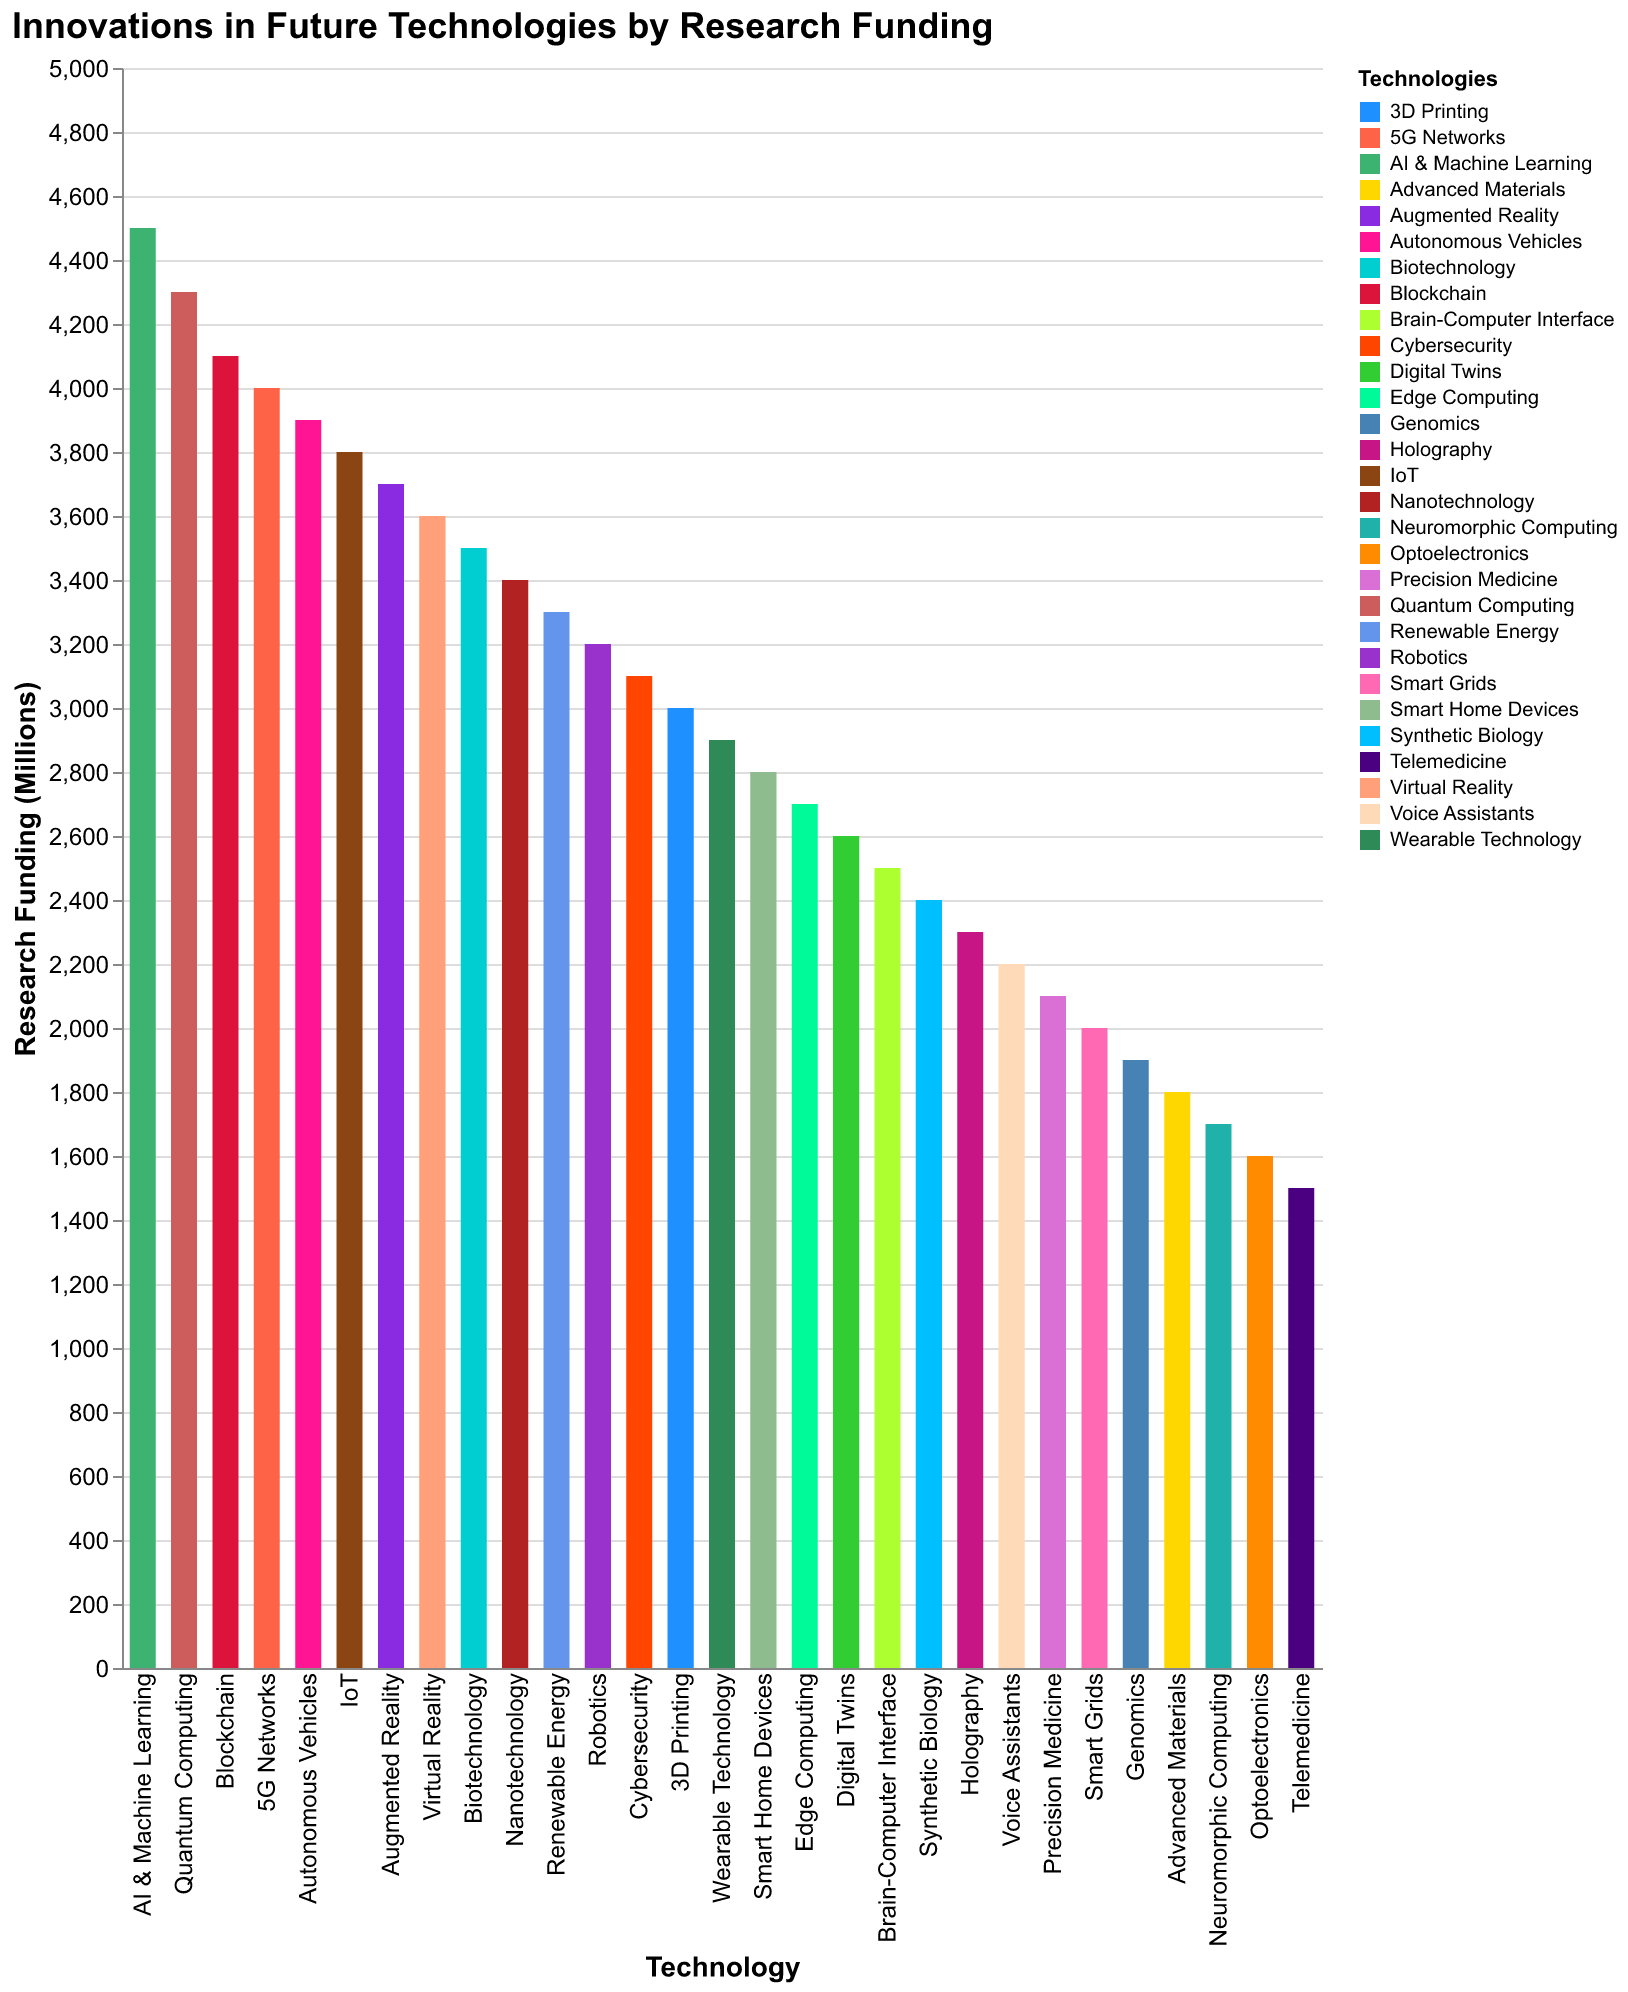 Innovations in Future Technologies by Research Funding
Research Funding (Millions)
5,000
4,800
4,600
4,400
4,200
4,000
3,800
3,600
3,400
3,200
3,000
2,800
2,600
2,400
2,200
2,000
1,800
1,600
1,400
1,200
1,000
800
600
400
200
0
AI & Machine Learning
Quantum Computing
Blockchain
5G Networks
Autonomous Vehicles
IoT
Augmented Reality
Virtual Reality
Biotechnology
Nanotechnology
Renewable Energy
Robotics
Cybersecurity
3D Printing
Wearable Technology
Smart Home Devices
Edge Computing
Digital Twins
Brain-Computer Interface
Synthetic Biology
Holography
Voice Assistants
Precision Medicine
Smart Grids
Genomics
Advanced Materials
Neuromorphic Computing
Optoelectronics
Telemedicine
Technology
Technologies
3D Printing
5G Networks
AI & Machine Learning
Advanced Materials
Augmented Reality
Autonomous Vehicles
Biotechnology
Blockchain
Brain-Computer Interface
Cybersecurity
Digital Twins
Edge Computing
Genomics
Holography
IoT
Nanotechnology
Neuromorphic Computing
Optoelectronics
Precision Medicine
Quantum Computing
Renewable Energy
Robotics
Smart Grids
Smart Home Devices
Synthetic Biology
Telemedicine
Virtual Reality
Voice Assistants
Wearable Technology